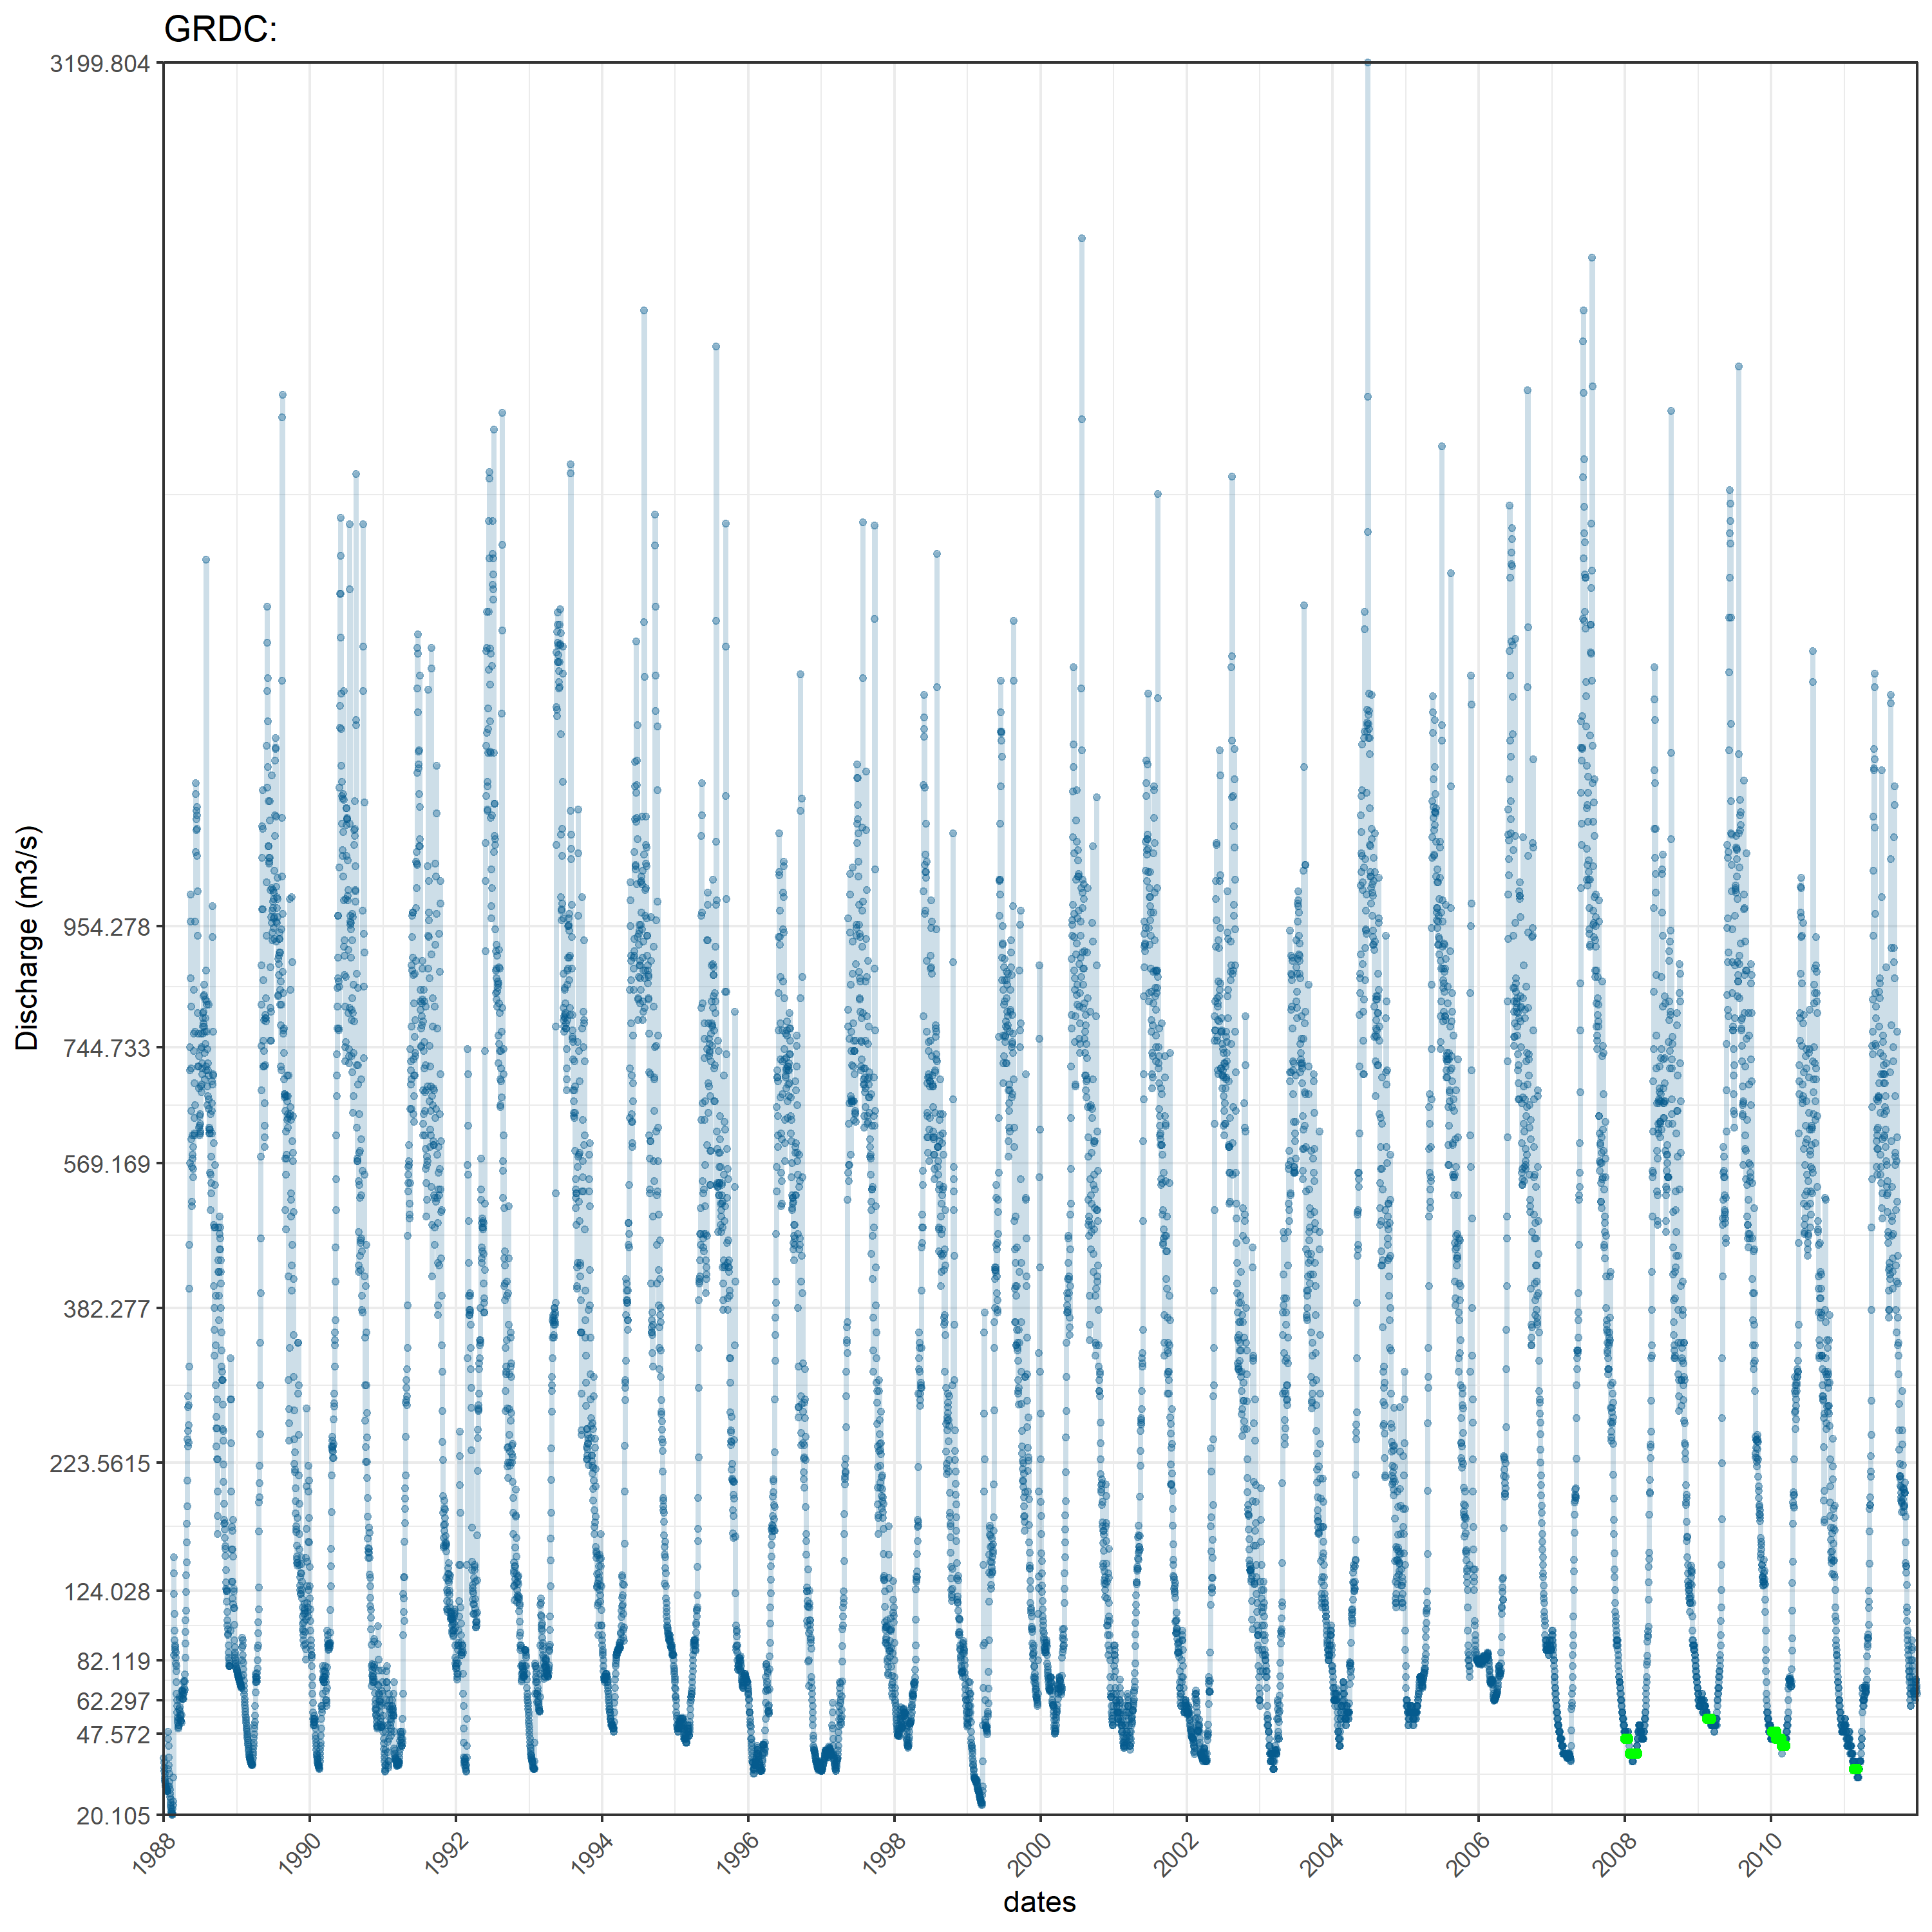 GRDC:
3199.804
954.278
744.733
569.169
382.277
223.5615
124.028
82.119
62.297
47.572
20.105
Discharge (m3/s)
1988 1990 1992 1994 1996 1998 2000 2002 2004 2006 2008 2010
dates